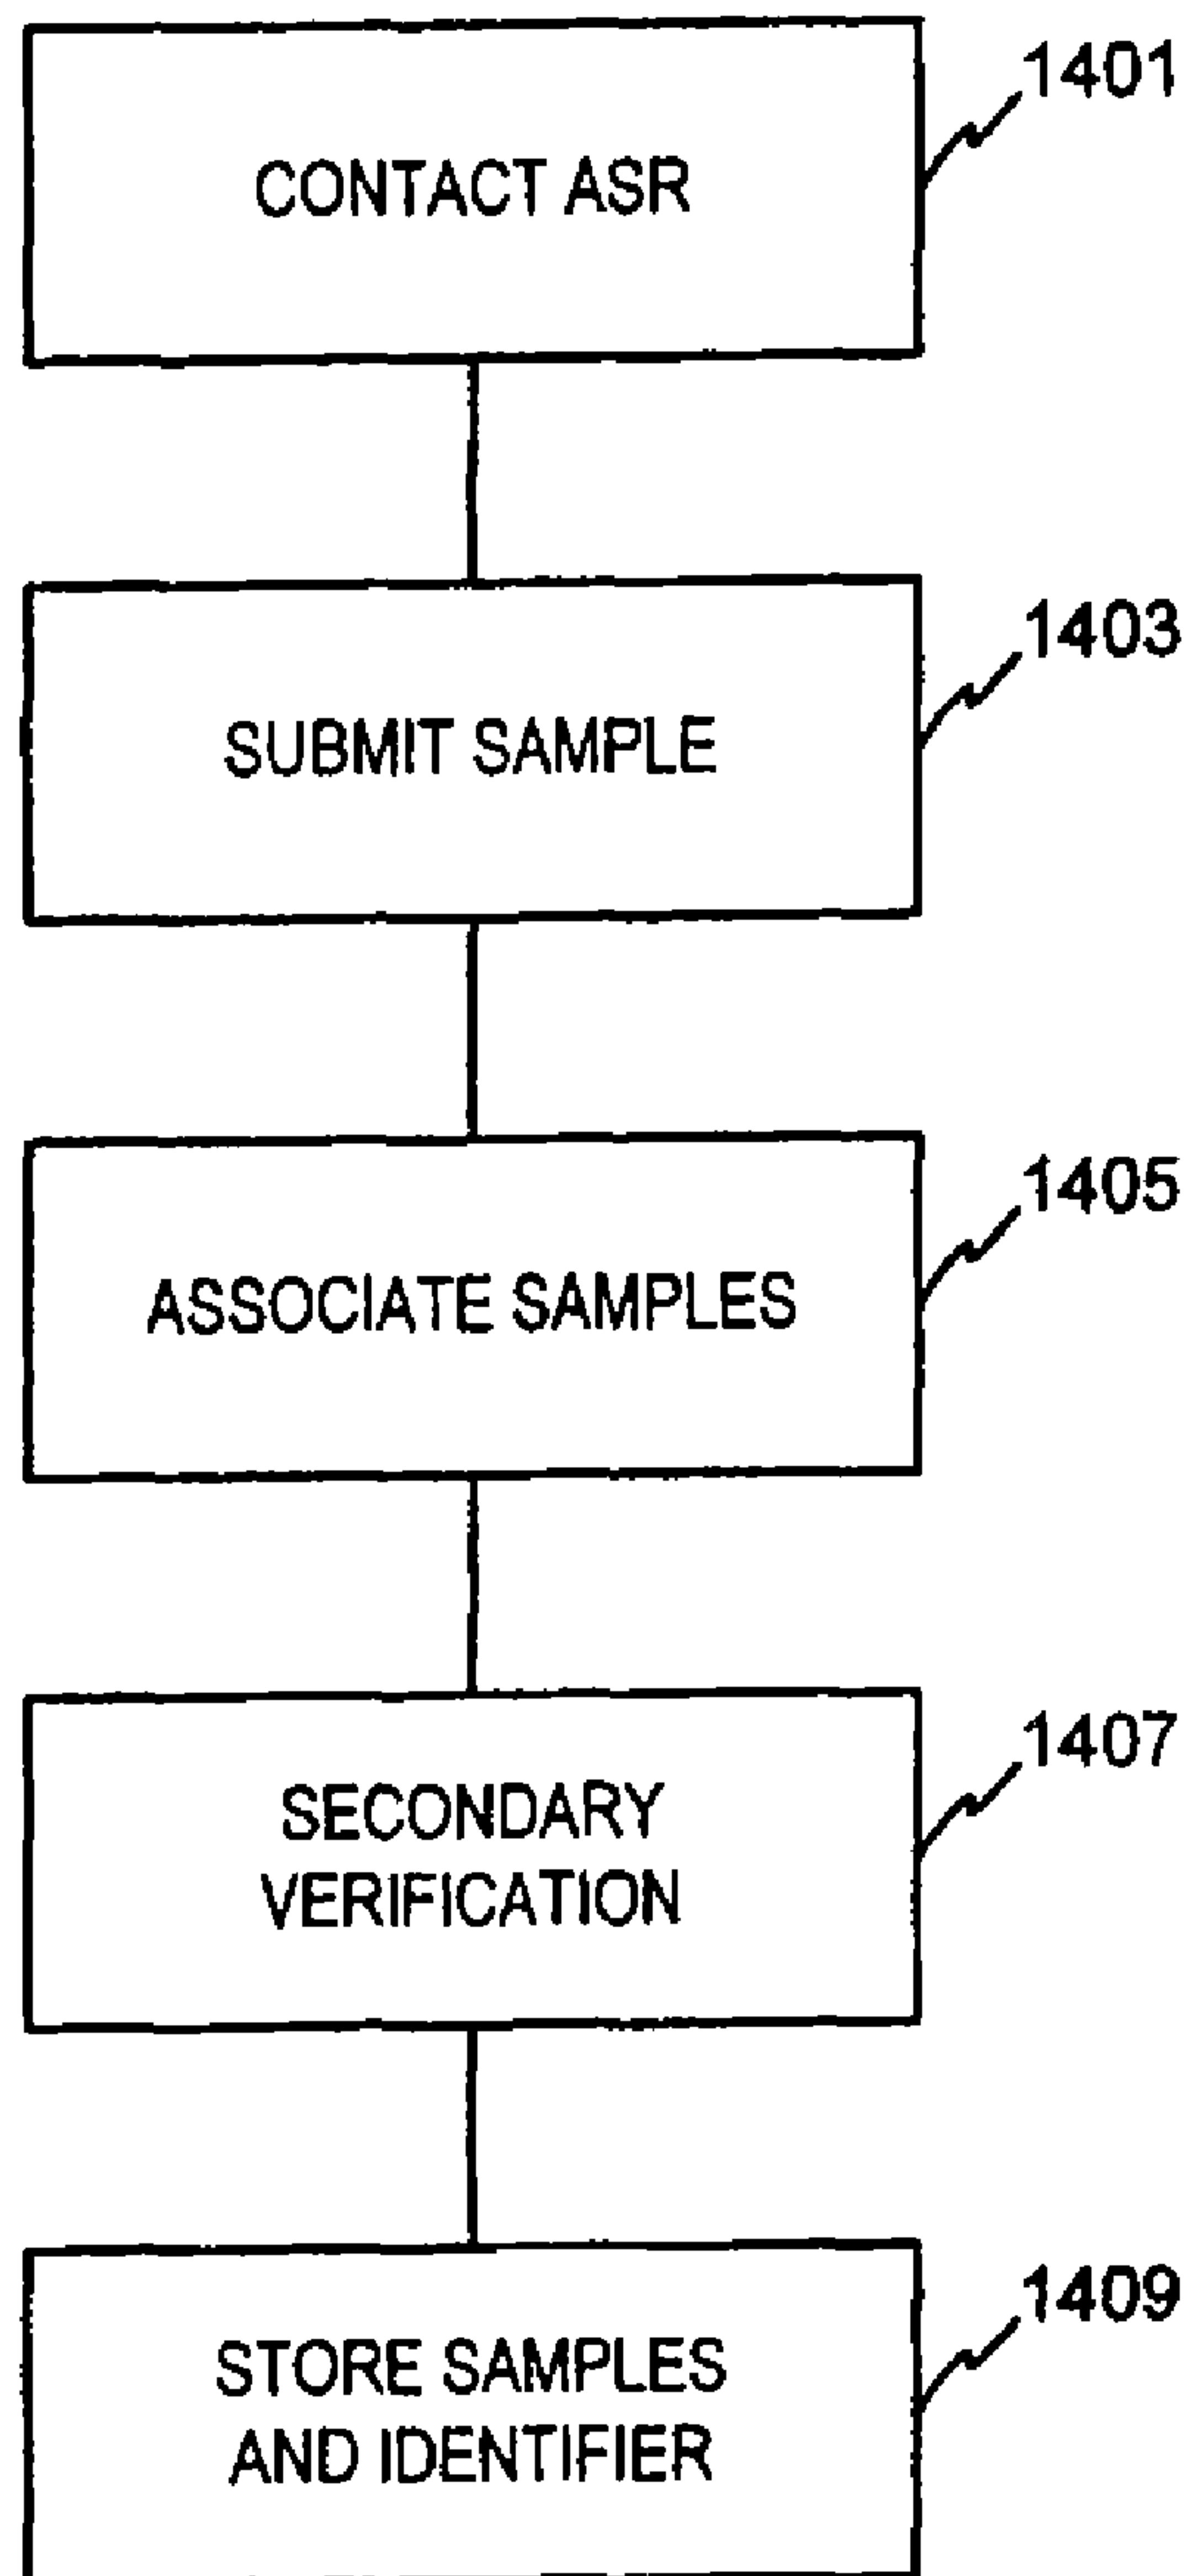 1401
CONTACT ASR
1403
SUBMIT SAMPLE
1405
ASSOCIATE SAMPLES
1407
SECONDARY
VERIFICATION
1409
STORE SAMPLES
AND IDENTIFIER